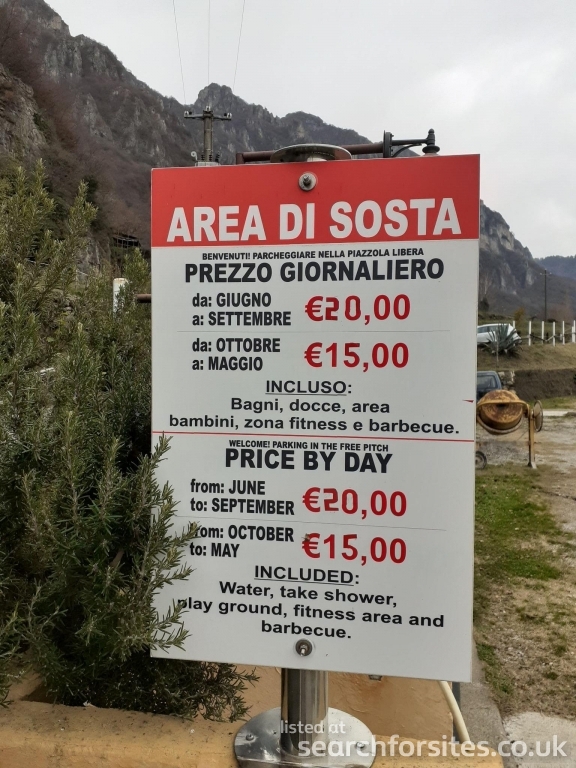 AREA DI SOSTA
BENVENUTI! PARCHEGGIARE NELLA PIAZZOLA LIBERA
PREZZO GIORNALIERO
da: GIUGNO
a: SETTEMBRE €20,00
da: OTTOBRE
a: MAGGIO €15,00
INCLUSO:
Bagni, docce, area
bambini, zona fitness e barbecue.
WELCOME! PARKING IN THE FREE PITCH
PRICE BY DAY
from: JUNE
to: SEPTEMBER €20,00
from: OCTOBER
to: MAY €15,00
INCLUDED:
Water, take shower,
play ground, fitness area and
barbecue.
listed at
searchforsites.co.uk